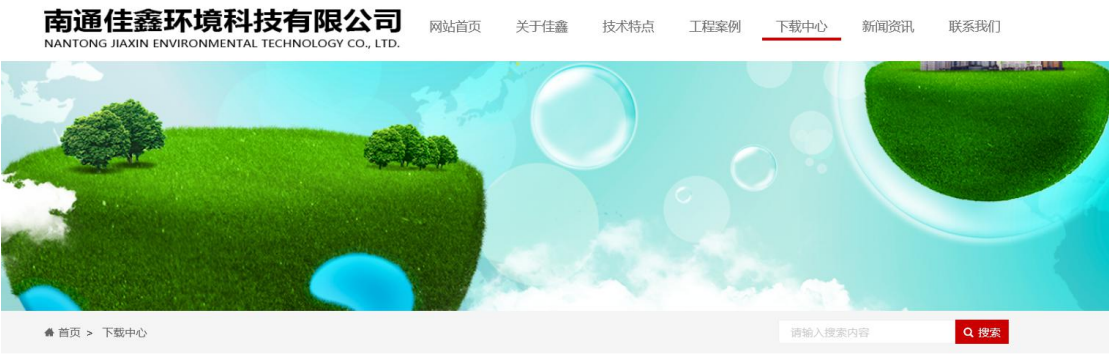 南通佳鑫环境科技有限公司
NANTONG JIAXIN ENVIRONMENTAL TECHNOLOGY CO., LTD.
网站首页 关于佳鑫 技术特点 工程案例 下载中心 新闻资讯 联系我们
首页 > 下载中心
请输入搜索内容 搜索